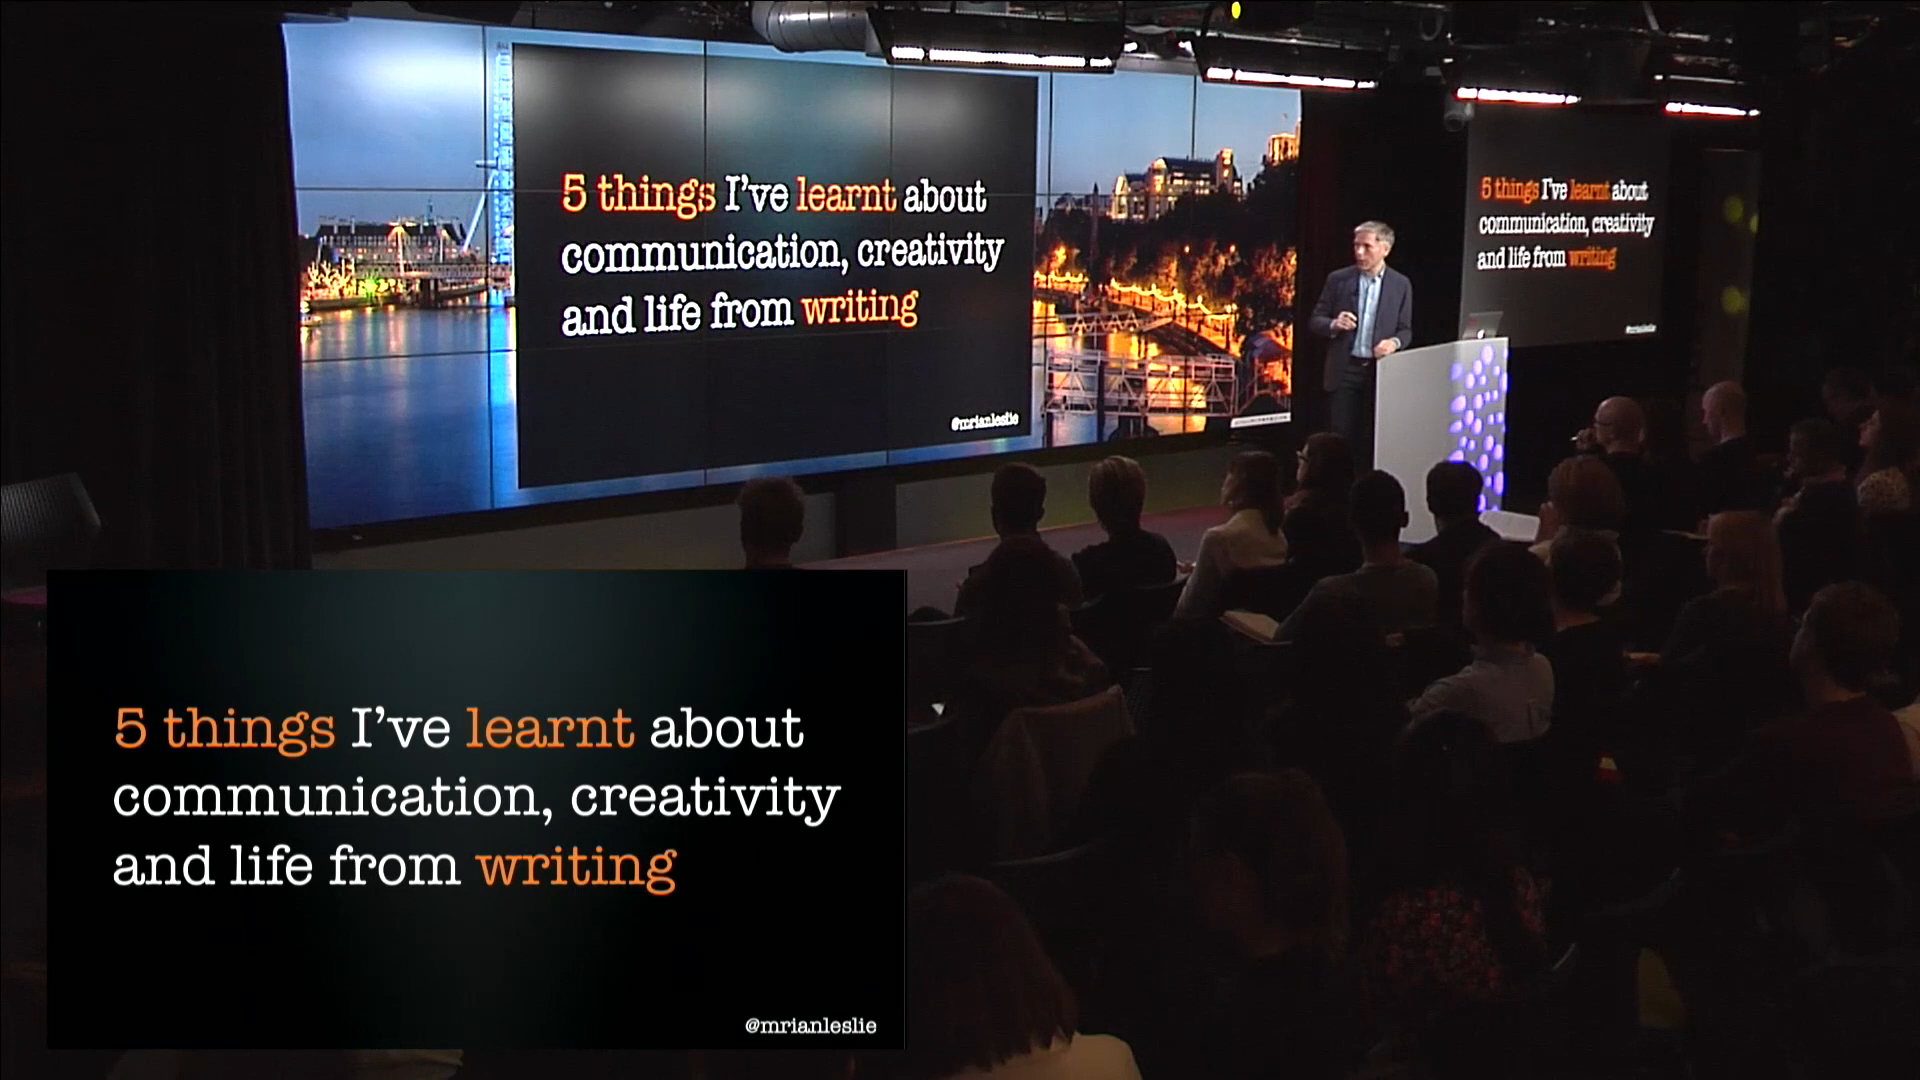 5 things I've learnt about
communication, creativity
and life from writing
@mrianleslie
5 things I've learnt about
communication, creativity
and life from writing
@mrianleslie
5 things I've learnt about
communication, creativity
and life from writing
@mrianleslie